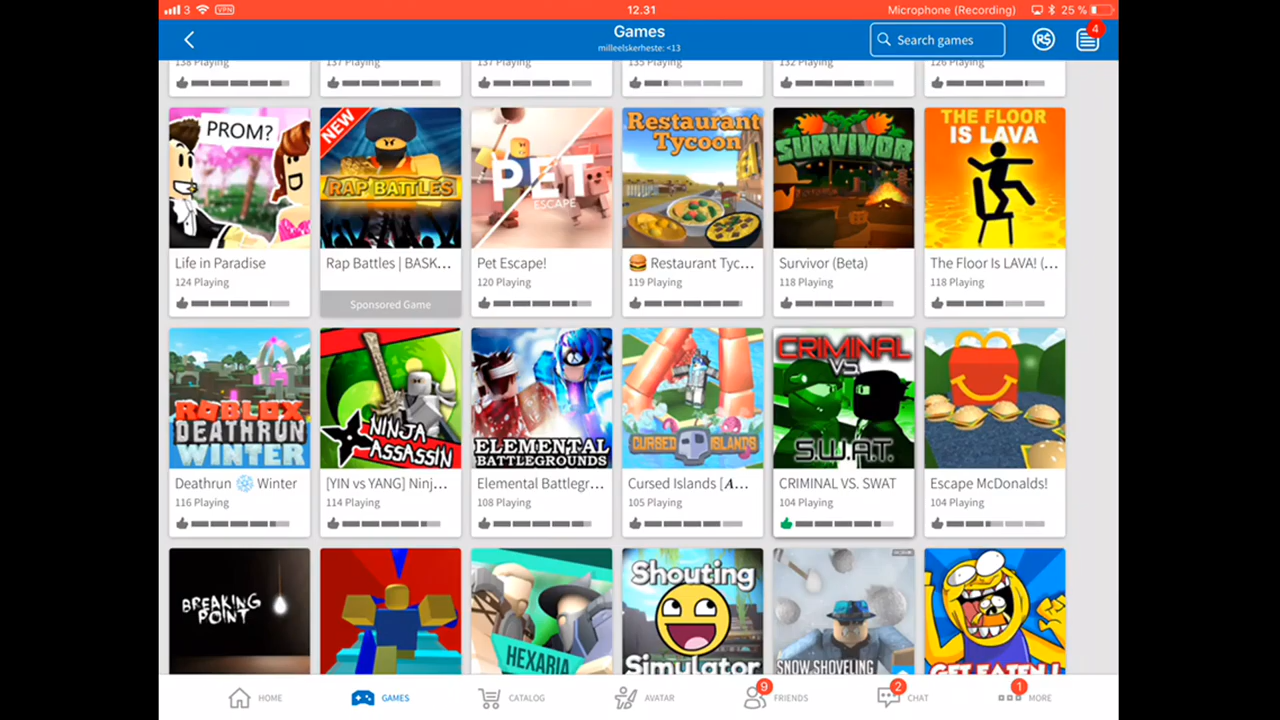 3 VPN 12.31 Microphone (Recording) 25 %
Games
milleelskerheste: <13
Search games
R$
4
138 Playing 137 Playing 137 Playing 135 Playing 132 Playing 126 Playing
PROM?
NEW
RAP BATTLES
PET
ESCAPE
Restaurant
Tycoon
SURVIVOR
THE FLOOR
IS LAVA
Life in Paradise Rap Battles | BASK... Pet Escape! 🍔 Restaurant Tyc... Survivor (Beta) The Floor Is LAVA! (...
124 Playing 120 Playing 119 Playing 118 Playing 118 Playing
Sponsored Game
ROBLOX
DEATHRUN
WINTER
NINJA
ASSASSIN
ELEMENTAL
BATTLEGROUNDS
CURSED ISLANDS
CRIMINAL
VS.
S.W.A.T.
Deathrun ❄️ Winter [YIN vs YANG] Ninj... Elemental Battlegr... Cursed Islands [A... CRIMINAL VS. SWAT Escape McDonalds!
116 Playing 114 Playing 108 Playing 105 Playing 104 Playing 104 Playing
BREAKING
POINT
HEXARIA
Shouting
Simulator
SNOW SHOVELING
GET EATEN!
9 2 1
HOME GAMES CATALOG AVATAR FRIENDS CHAT MORE